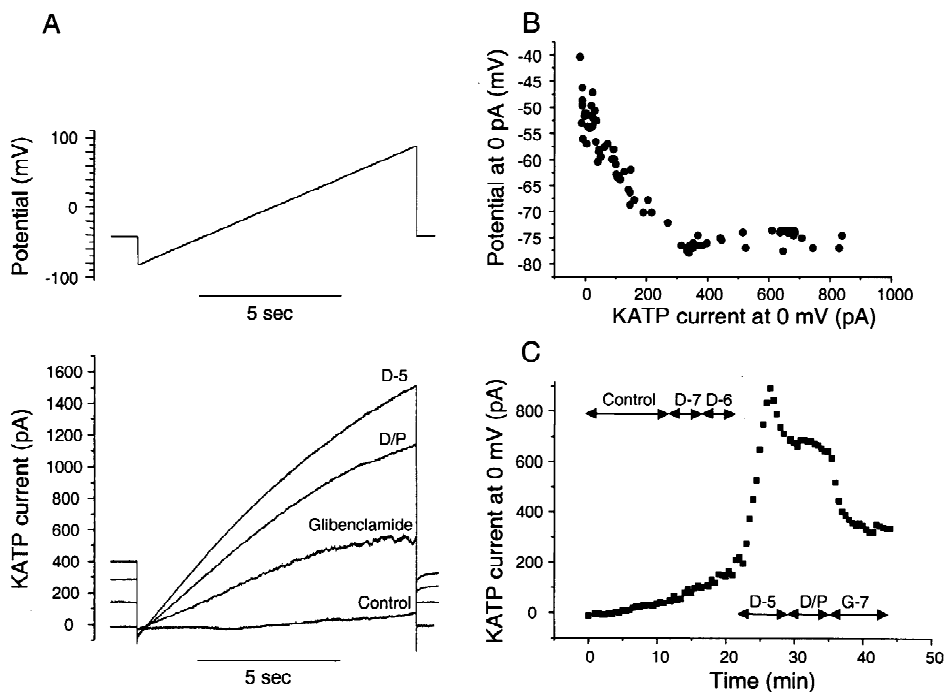 A
Potential (mV)
100
0
-100
5 sec
KATP current (pA)
1600
1400
1200
1000
800
600
400
200
0
D-5
D/P
Glibenclamide
Control
5 sec
B
Potential at 0 pA (mV)
-40
-45
-50
-55
-60
-65
-70
-75
-80
0 200 400 600 800 1000
KATP current at 0 mV (pA)
C
KATP current at 0 mV (pA)
800
600
400
200
0
Control D-7 D-6
D-5 D/P G-7
0 10 20 30 40 50
Time (min)